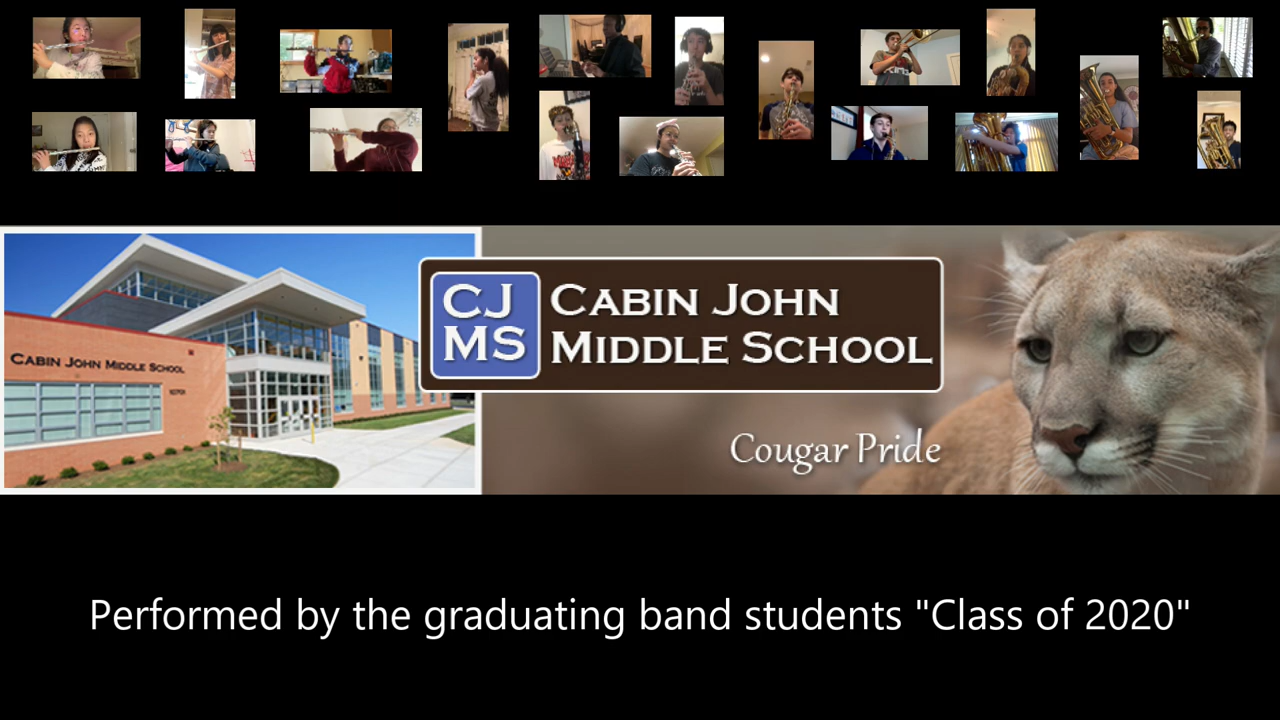 CABIN JOHN MIDDLE SCHOOL
CJ
MS
CABIN JOHN
MIDDLE SCHOOL
Cougar Pride
Performed by the graduating band students "Class of 2020"